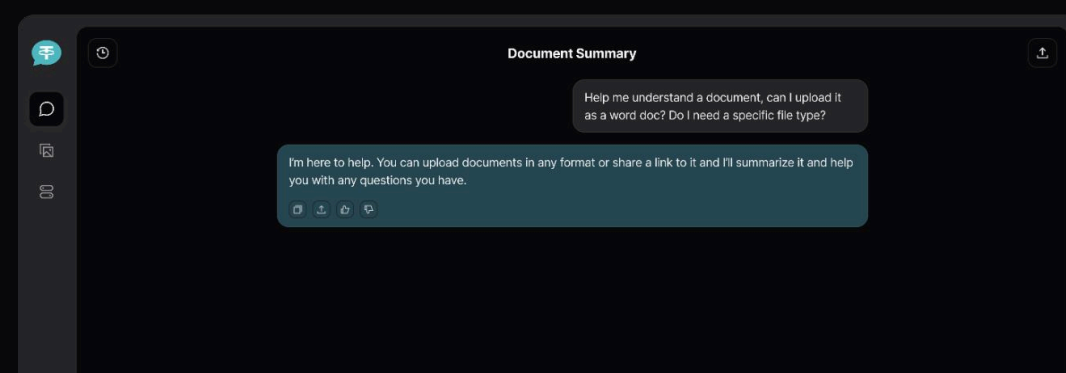 Document Summary
Help me understand a document, can I upload it
as a word doc? Do I need a specific file type?
I'm here to help. You can upload documents in any format or share a link to it and I'll summarize it and help
you with any questions you have.